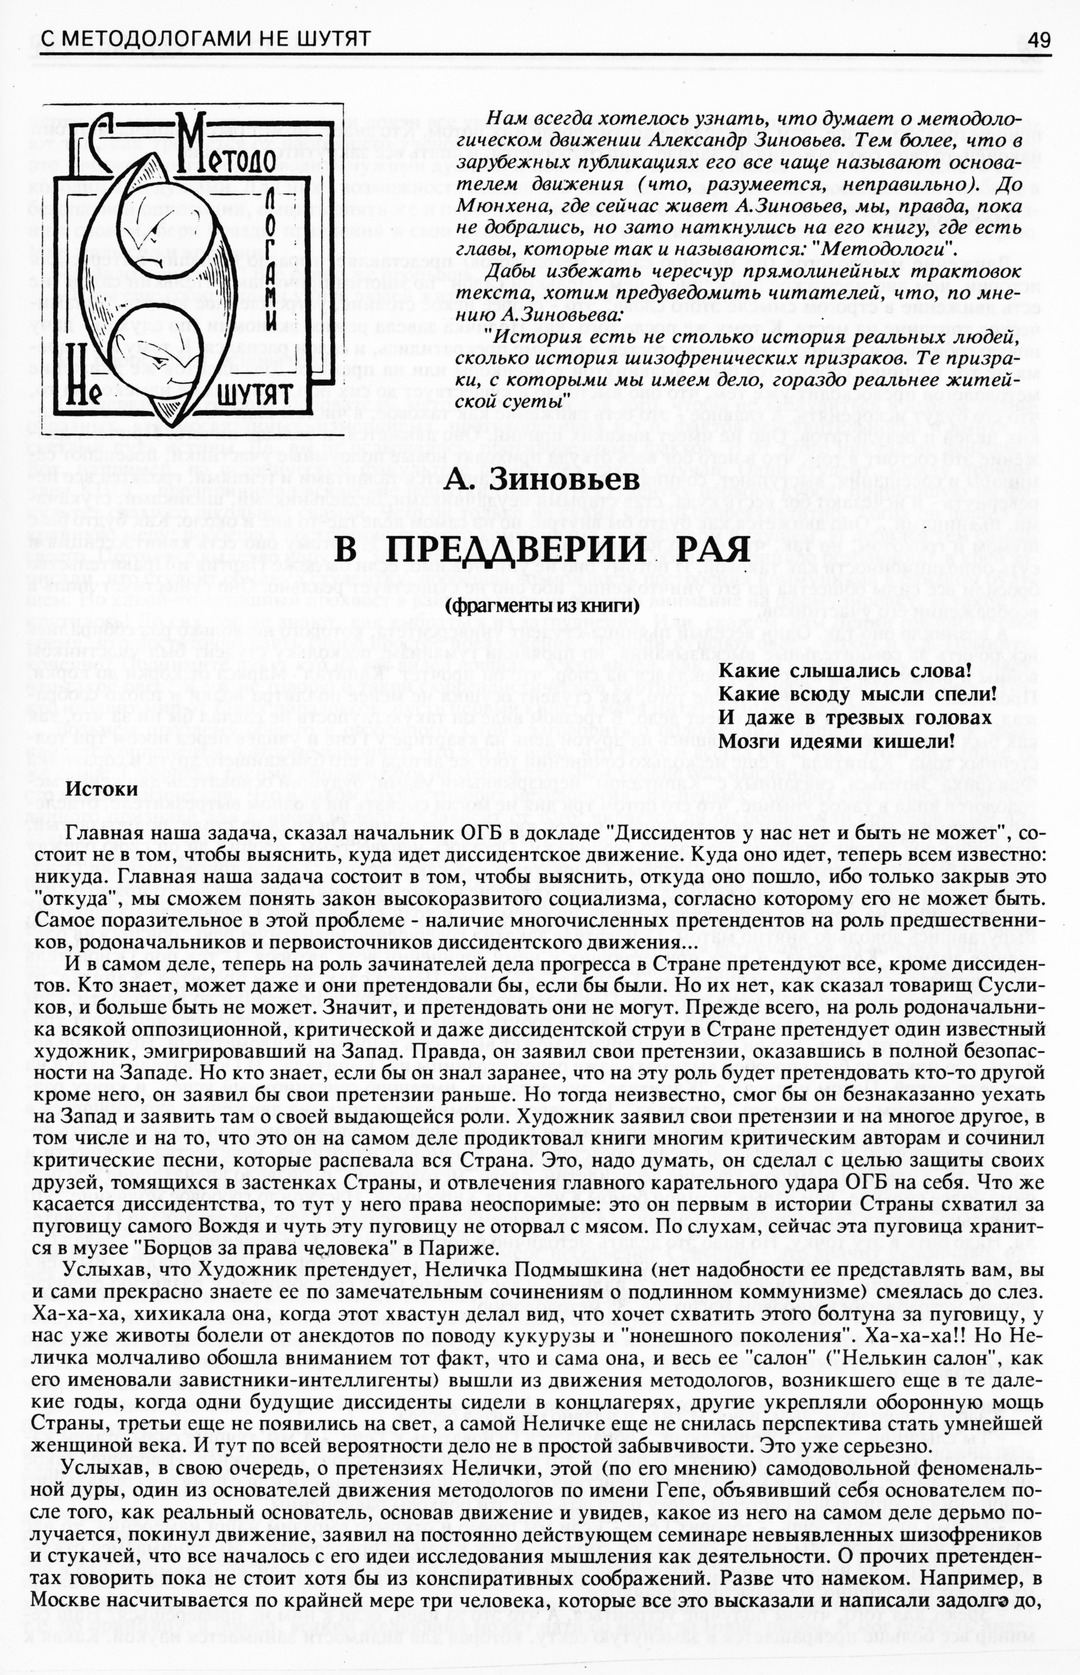 С МЕТОДОЛОГАМИ НЕ ШУТЯТ
49
С Методологами Не шутят
Нам всегда хотелось узнать, что думает о методоло-
гическом движении Александр Зиновьев. Тем более, что в
зарубежных публикациях его все чаще называют основа-
телем движения (что, разумеется, неправильно). До
Мюнхена, где сейчас живет А.Зиновьев, мы, правда, пока
не добрались, но зато наткнулись на его книгу, где есть
главы, которые так и называются: "Методологи".
Дабы избежать чересчур прямолинейных трактовок
текста, хотим предуведомить читателей, что, по мне-
нию А.Зиновьева:
"История есть не столько история реальных людей,
сколько история шизофренических призраков. Те призра-
ки, с которыми мы имеем дело, гораздо реальнее житей-
ской суеты"
А. Зиновьев
В ПРЕДДВЕРИИ РАЯ
(фрагменты из книги)
Какие слышались слова!
Какие всюду мысли спели!
И даже в трезвых головах
Мозги идеями кишели!
Истоки
Главная наша задача, сказал начальник ОГБ в докладе "Диссидентов у нас нет и быть не может", со-
стоит не в том, чтобы выяснить, куда идет диссидентское движение. Куда оно идет, теперь всем известно:
никуда. Главная наша задача состоит в том, чтобы выяснить, откуда оно пошло, ибо только закрыв это
"откуда", мы сможем понять закон высокоразвитого социализма, согласно которому его не может быть.
Самое поразительное в этой проблеме - наличие многочисленных претендентов на роль предшественни-
ков, родоначальников и первоисточников диссидентского движения...
И в самом деле, теперь на роль зачинателей дела прогресса в Стране претендуют все, кроме диссиден-
тов. Кто знает, может даже и они претендовали бы, если бы были. Но их нет, как сказал товарищ Сусли-
ков, и больше быть не может. Значит, и претендовать они не могут. Прежде всего, на роль родоначальни-
ка всякой оппозиционной, критической и даже диссидентской струи в Стране претендует один известный
художник, эмигрировавший на Запад. Правда, он заявил свои претензии, оказавшись в полной безопас-
ности на Западе. Но кто знает, если бы он знал заранее, что на эту роль будет претендовать кто-то другой
кроме него, он заявил бы свои претензии раньше. Но тогда неизвестно, смог бы он безнаказанно уехать
на Запад и заявить там о своей выдающейся роли. Художник заявил свои претензии и на многое другое, в
том числе и на то, что это он на самом деле продиктовал книги многим критическим авторам и сочинил
критические песни, которые распевала вся Страна. Это, надо думать, он сделал с целью защиты своих
друзей, томящихся в застенках Страны, и отвлечения главного карательного удара ОГБ на себя. Что же
касается диссидентства, то тут у него права неоспоримые: это он первым в истории Страны схватил за
пуговицу самого Вождя и чуть эту пуговицу не оторвал с мясом. По слухам, сейчас эта пуговица хранит-
ся в музее "Борцов за права человека" в Париже.
Услыхав, что Художник претендует, Неличка Подмышкина (нет надобности ее представлять вам, вы
и сами прекрасно знаете ее по замечательным сочинениям о подлинном коммунизме) смеялась до слез.
Ха-ха-ха, хихикала она, когда этот хвастун делал вид, что хочет схватить этого болтуна за пуговицу, у
нас уже животы болели от анекдотов по поводу кукурузы и "нонешного поколения". Ха-ха-ха!! Но Не-
личка молчаливо обошла вниманием тот факт, что и сама она, и весь ее "салон" ("Нелькин салон", как
его именовали завистники-интеллигенты) вышли из движения методологов, возникшего еще в те дале-
кие годы, когда одни будущие диссиденты сидели в концлагерях, другие укрепляли оборонную мощь
Страны, третьи еще не появились на свет, а самой Неличке еще не снилась перспектива стать умнейшей
женщиной века. И тут по всей вероятности дело не в простой забывчивости. Это уже серьезно.
Услыхав, в свою очередь, о претензиях Нелички, этой (по его мнению) самодовольной феноменаль-
ной дуры, один из основателей движения методологов по имени Гепе, объявивший себя основателем по-
сле того, как реальный основатель, основав движение и увидев, какое из него на самом деле дерьмо по-
лучается, покинул движение, заявил на постоянно действующем семинаре невыявленных шизофреников
и стукачей, что все началось с его идеи исследования мышления как деятельности. О прочих претенден-
тах говорить пока не стоит хотя бы из конспиративных соображений. Разве что намеком. Например, в
Москве насчитывается по крайней мере три человека, которые все это высказали и написали задолго до,